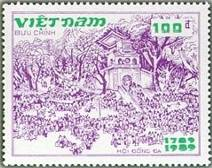 VIỆT NAM
BƯU CHÍNH
100đ
1789
1989
HỘI ĐỐNG ĐA